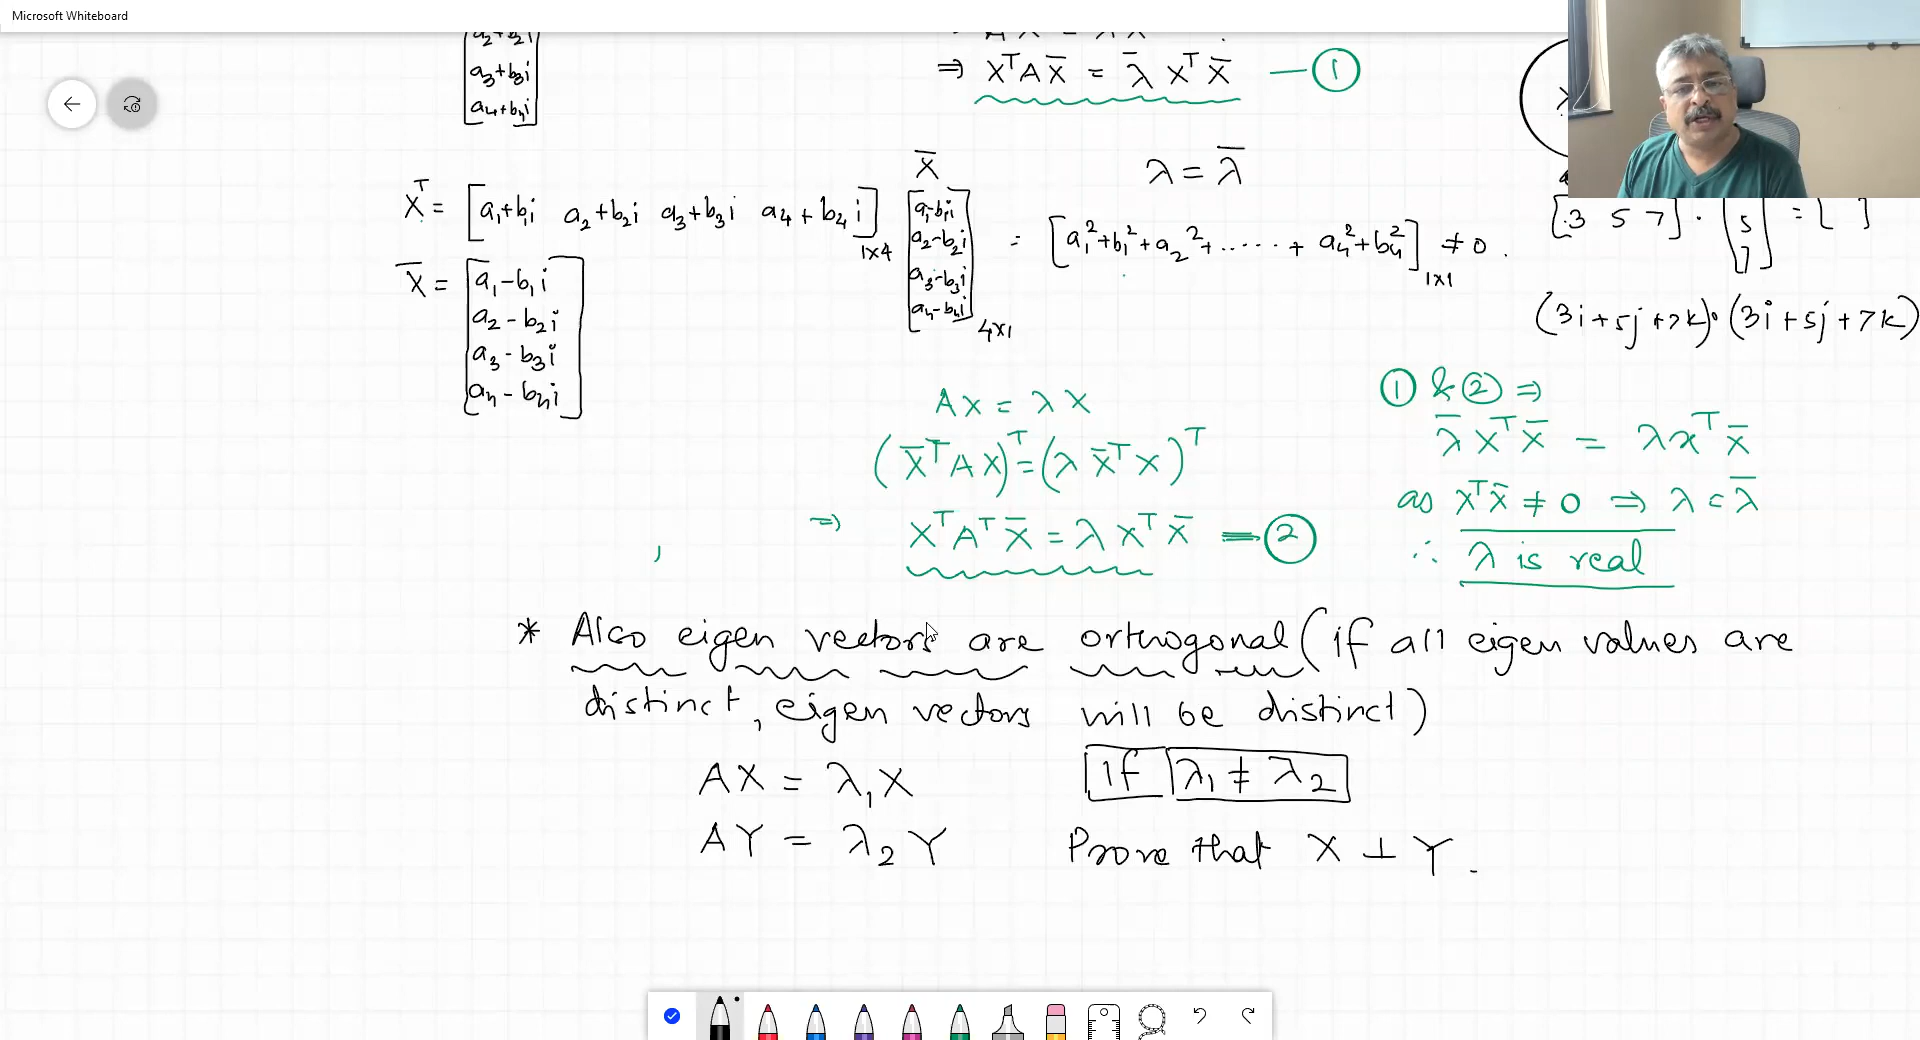 Microsoft Whiteboard
a₂+b₂i
a₃+b₃i
a₄+b₄i
⇒ XᵀAX̄ = λ̄ XᵀX̄ — ①
λ = λ̄
Xᵀ = [a₁+b₁i a₂+b₂i a₃+b₃i a₄+b₄i]₁ₓ₄
X̄
a₁-b₁i
a₂-b₂i
a₃-b₃i
a₄-b₄i
4x1
= [a₁²+b₁²+a₂²+.....+ a₄²+b₄²]₁ₓ₁ ≠ 0.
[3 5 7] . [5 7] = [ ]
X̄ = [a₁-b₁i
a₂-b₂i
a₃-b₃i
a₄-b₄i]
(3i+5j+7k)•(3i+5j+7k)
AX = λX
(X̄ᵀAX)ᵀ = (λX̄ᵀX)ᵀ
⇒ XᵀAᵀX̄ = λXᵀX̄ — ②
① & ② ⇒
λ̄XᵀX̄ = λxᵀX̄
as XᵀX̄ ≠ 0 ⇒ λ = λ̄
∴ λ is real
* Also eigen vectors are orthogonal (if all eigen values are
distinct, eigen vectors will be distinct)
AX = λ₁X if λ₁ ≠ λ₂
AY = λ₂Y Prove that X ⊥ Y.